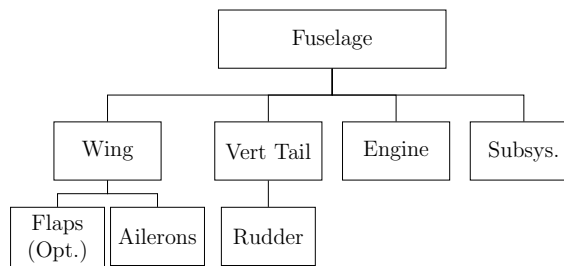 Fuselage
Wing
Vert Tail
Engine
Subsys.
Flaps
(Opt.)
Ailerons
Rudder